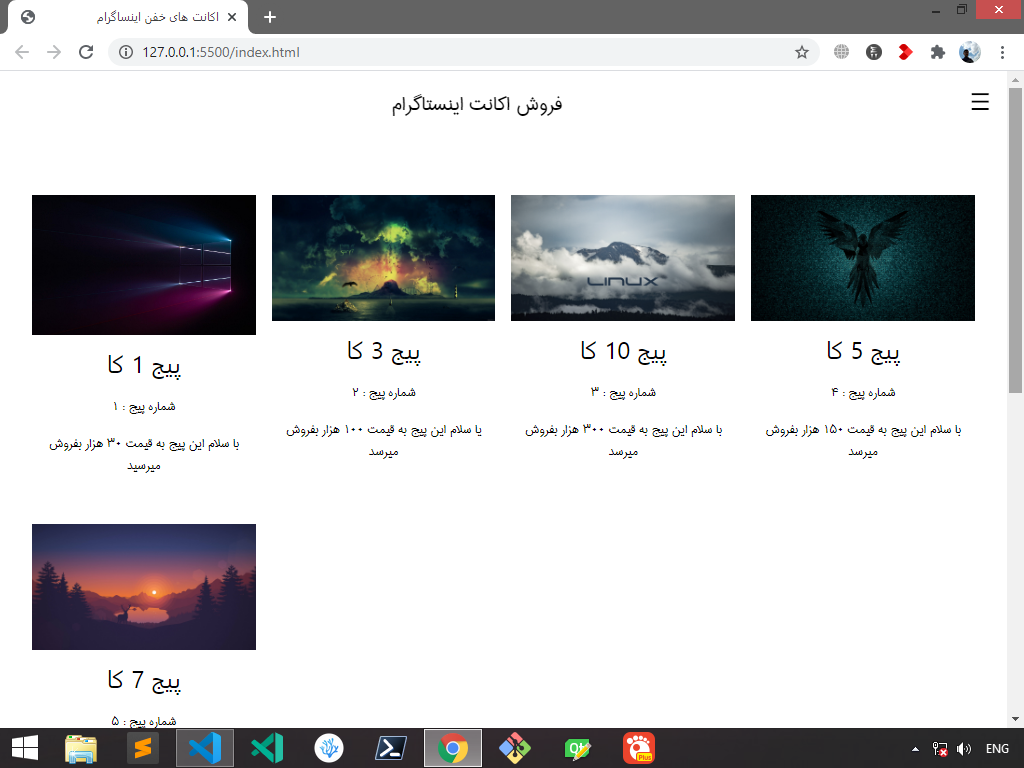 اکانت های خفن اینساگرام
127.0.0.1:5500/index.html
فروش اکانت اینستاگرام
LINUX
پیج 1 کا
شماره پیج : ۱
با سلام این پیج به قیمت ۳۰ هزار بفروش
میرسید
پیج 3 کا
شماره پیج : ۲
یا سلام این پیج به قیمت ۱۰۰ هزار بفروش
میرسد
پیج 10 کا
شماره پیج : ۳
با سلام این پیج به قیمت ۳۰۰ هزار بفروش
میرسد
پیج 5 کا
شماره پیج : ۴
با سلام این پیج به قیمت ۱۵۰ هزار بفروش
میرسد
پیج 7 کا
شماره پیج : ۵
Qt
Plus
ENG